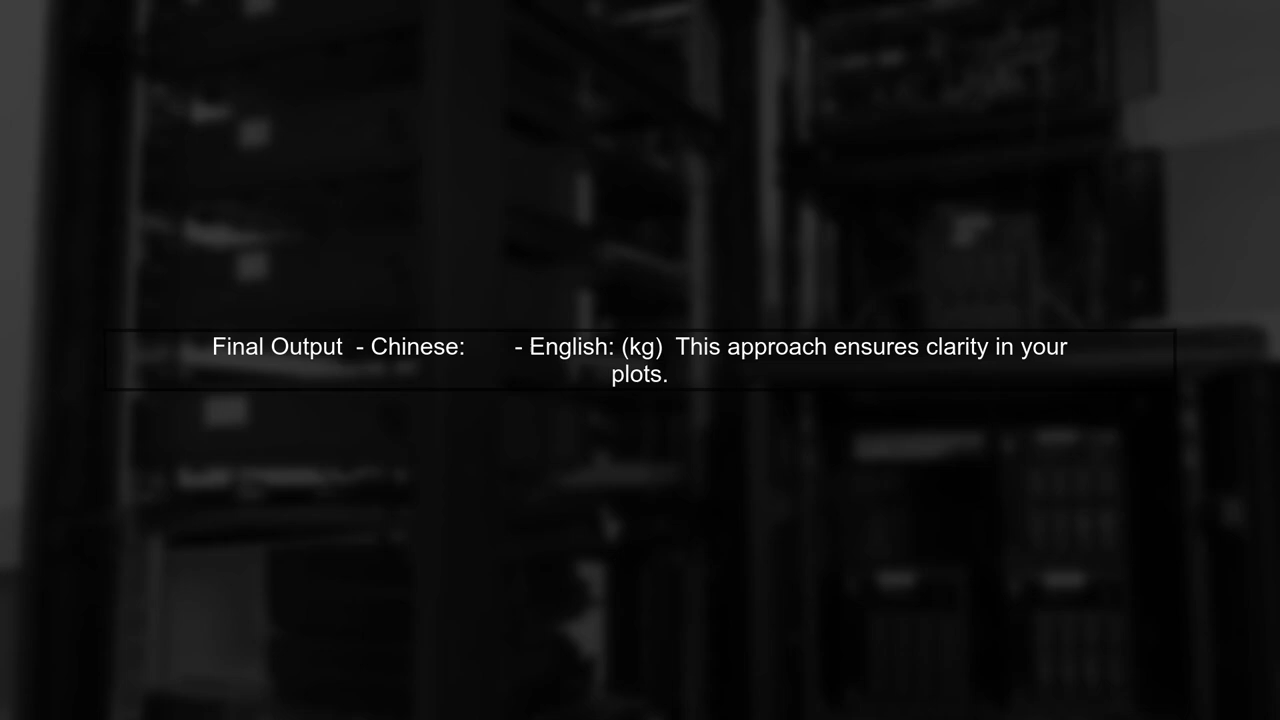 Final Output  - Chinese:       - English: (kg)  This approach ensures clarity in your
plots.